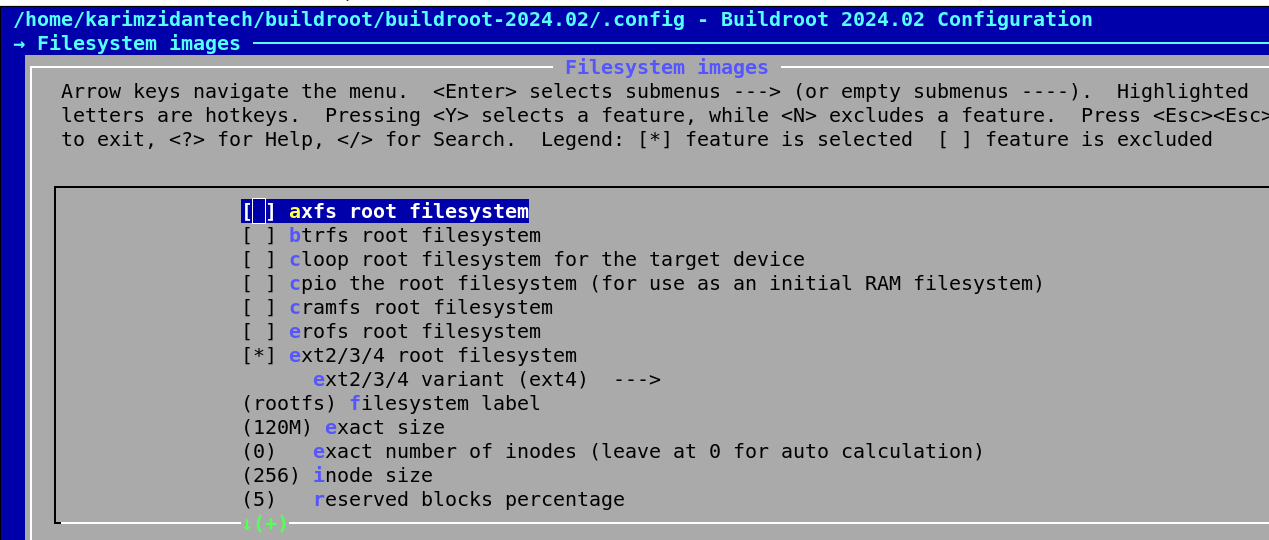 /home/karimzidantech/buildroot/buildroot-2024.02/.config - Buildroot 2024.02 Configuration
→ Filesystem images
Filesystem images
Arrow keys navigate the menu.  <Enter> selects submenus ---> (or empty submenus ----).  Highlighted
letters are hotkeys.  Pressing <Y> selects a feature, while <N> excludes a feature.  Press <Esc><Esc>
to exit, <?> for Help, </> for Search.  Legend: [*] feature is selected  [ ] feature is excluded
[ ] axfs root filesystem
[ ] btrfs root filesystem
[ ] cloop root filesystem for the target device
[ ] cpio the root filesystem (for use as an initial RAM filesystem)
[ ] cramfs root filesystem
[ ] erofs root filesystem
[*] ext2/3/4 root filesystem
ext2/3/4 variant (ext4)  --->
(rootfs) filesystem label
(120M) exact size
(0)   exact number of inodes (leave at 0 for auto calculation)
(256) inode size
(5)   reserved blocks percentage
↓(+)